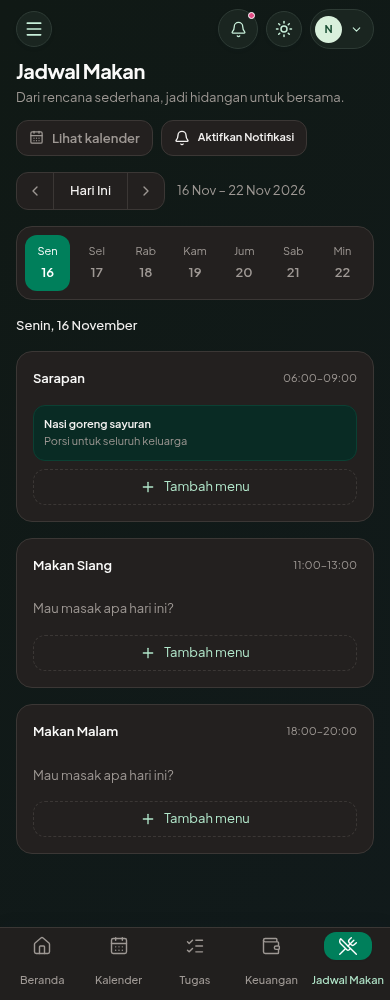 N
Jadwal Makan
Dari rencana sederhana, jadi hidangan untuk bersama.
Lihat kalender
Aktifkan Notifikasi
Hari Ini
16 Nov – 22 Nov 2026
Sen Sel Rab Kam Jum Sab Min
16 17 18 19 20 21 22
Senin, 16 November
Sarapan 06:00–09:00
Nasi goreng sayuran
Porsi untuk seluruh keluarga
+ Tambah menu
Makan Siang 11:00–13:00
Mau masak apa hari ini?
+ Tambah menu
Makan Malam 18:00–20:00
Mau masak apa hari ini?
+ Tambah menu
Beranda Kalender Tugas Keuangan Jadwal Makan